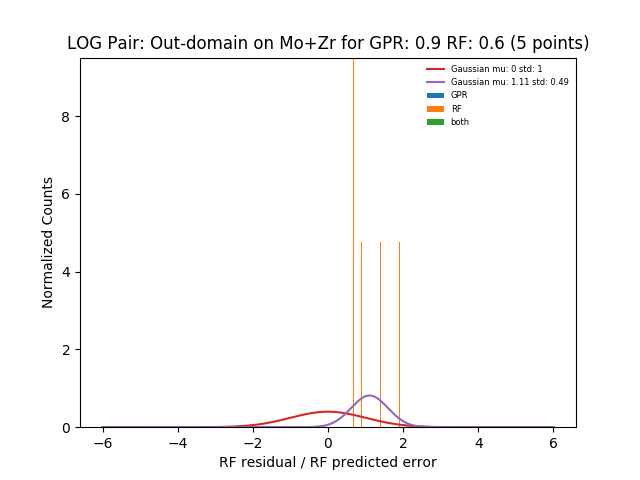 LOG Pair: Out-domain on Mo+Zr for GPR: 0.9 RF: 0.6 (5 points)
Gaussian mu: 0 std: 1
Gaussian mu: 1.11 std: 0.49
GPR
RF
both
Normalized Counts
8
6
4
2
0
−6 −4 −2 0 2 4 6
RF residual / RF predicted error